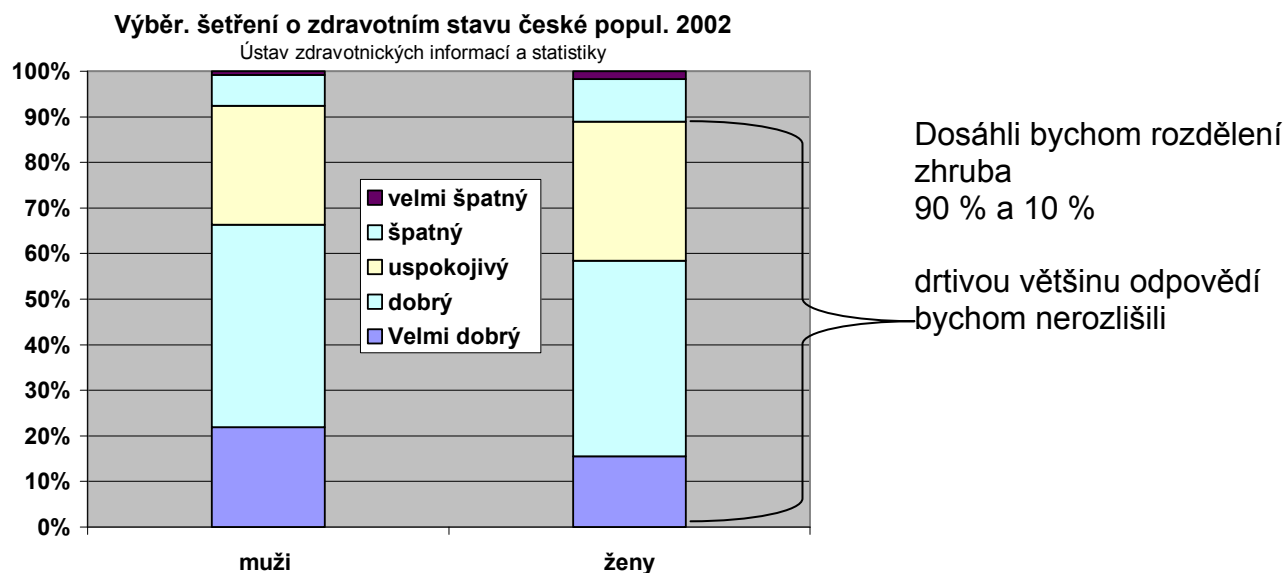 Výběr. šetření o zdravotním stavu české popul. 2002
Ústav zdravotnických informací a statistiky
100%
90%
80%
70%
60%
50%
40%
30%
20%
10%
0%
velmi špatný
špatný
uspokojivý
dobrý
Velmi dobrý
muži
ženy
Dosáhli bychom rozdělení
zhruba
90 % a 10 %
drtivou většinu odpovědí
bychom nerozlišili